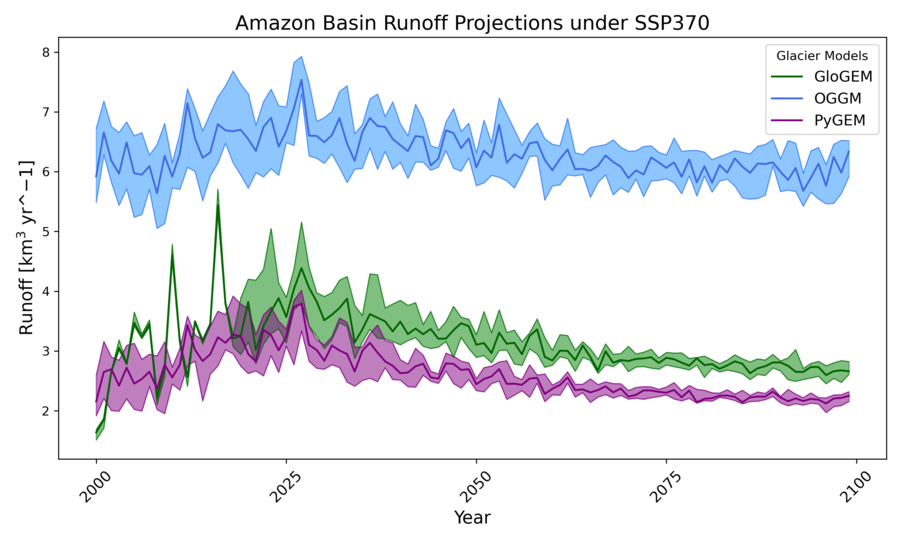 Amazon Basin Runoff Projections under SSP370
Runoff [km³ yr^−1]
8
7
6
5
4
3
2
Glacier Models
GloGEM
OGGM
PyGEM
2000
2025
2050
2075
2100
Year